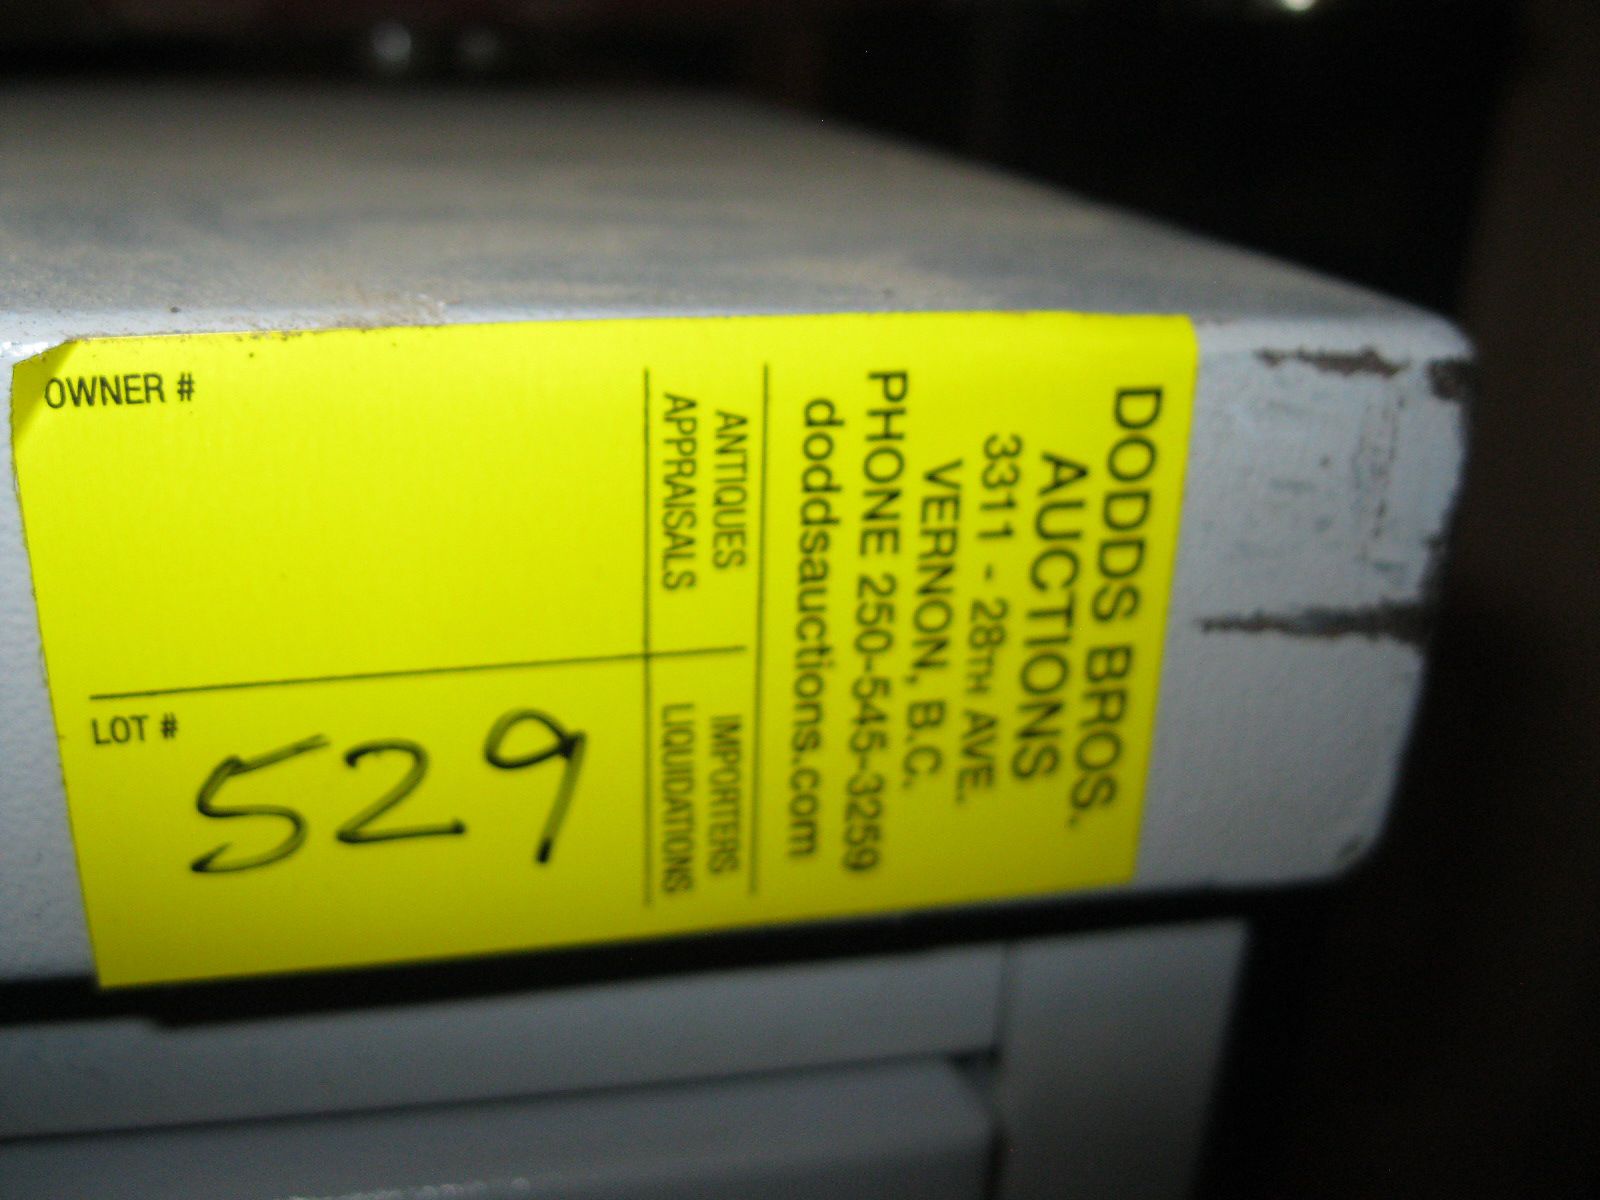 OWNER #
LOT #
529
DODDS BROS.
AUCTIONS
3311 - 28TH AVE.
VERNON, B.C.
PHONE 250-545-3259
doddsauctions.com
ANTIQUES
APPRAISALS
IMPORTERS
LIQUIDATIONS